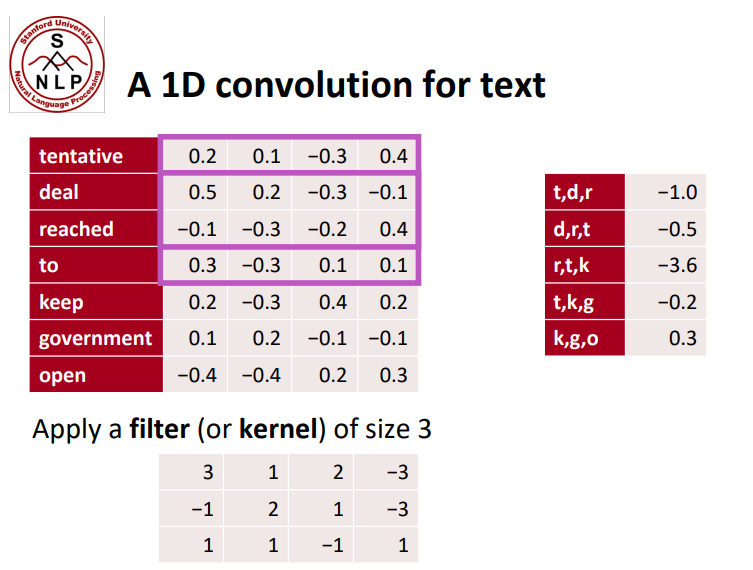 Stanford University
S
N L P
Natural Language Processing
A 1D convolution for text
tentative 0.2 0.1 −0.3 0.4
deal 0.5 0.2 −0.3 −0.1
reached −0.1 −0.3 −0.2 0.4
to 0.3 −0.3 0.1 0.1
keep 0.2 −0.3 0.4 0.2
government 0.1 0.2 −0.1 −0.1
open −0.4 −0.4 0.2 0.3
t,d,r −1.0
d,r,t −0.5
r,t,k −3.6
t,k,g −0.2
k,g,o 0.3
Apply a filter (or kernel) of size 3
3 1 2 −3
−1 2 1 −3
1 1 −1 1